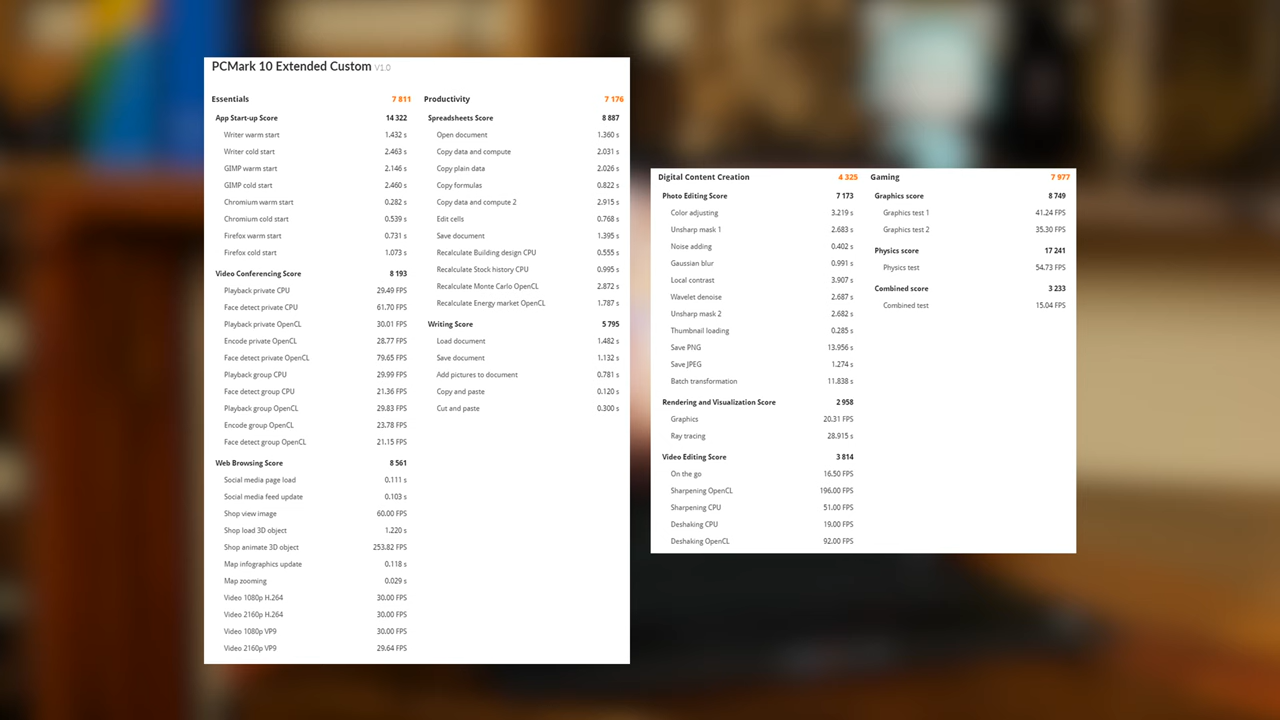 PCMark 10 Extended Custom V1.0
Essentials 7 811
App Start-up Score 14 322
Writer warm start 1.432 s
Writer cold start 2.463 s
GIMP warm start 2.146 s
GIMP cold start 2.460 s
Chromium warm start 0.282 s
Chromium cold start 0.539 s
Firefox warm start 0.731 s
Firefox cold start 1.073 s
Video Conferencing Score 8 193
Playback private CPU 29.49 FPS
Face detect private CPU 61.70 FPS
Playback private OpenCL 30.01 FPS
Encode private OpenCL 28.77 FPS
Face detect private OpenCL 79.65 FPS
Playback group CPU 29.99 FPS
Face detect group CPU 21.36 FPS
Playback group OpenCL 29.83 FPS
Encode group OpenCL 23.78 FPS
Face detect group OpenCL 21.15 FPS
Web Browsing Score 8 561
Social media page load 0.111 s
Social media feed update 0.103 s
Shop view image 60.00 FPS
Shop load 3D object 1.220 s
Shop animate 3D object 253.82 FPS
Map infographics update 0.118 s
Map zooming 0.029 s
Video 1080p H.264 30.00 FPS
Video 2160p H.264 30.00 FPS
Video 1080p VP9 30.00 FPS
Video 2160p VP9 29.64 FPS
Productivity 7 176
Spreadsheets Score 8 887
Open document 1.360 s
Copy data and compute 2.031 s
Copy plain data 2.026 s
Copy formulas 0.822 s
Copy data and compute 2 2.915 s
Edit cells 0.768 s
Save document 1.395 s
Recalculate Building design CPU 0.555 s
Recalculate Stock history CPU 0.995 s
Recalculate Monte Carlo OpenCL 2.872 s
Recalculate Energy market OpenCL 1.787 s
Writing Score 5 795
Load document 1.482 s
Save document 1.132 s
Add pictures to document 0.781 s
Copy and paste 0.120 s
Cut and paste 0.300 s
Digital Content Creation 4 325
Photo Editing Score 7 173
Color adjusting 3.219 s
Unsharp mask 1 2.683 s
Noise adding 0.402 s
Gaussian blur 0.991 s
Local contrast 3.907 s
Wavelet denoise 2.687 s
Unsharp mask 2 2.682 s
Thumbnail loading 0.285 s
Save PNG 13.956 s
Save JPEG 1.274 s
Batch transformation 11.838 s
Rendering and Visualization Score 2 958
Graphics 20.31 FPS
Ray tracing 28.915 s
Video Editing Score 3 814
On the go 16.50 FPS
Sharpening OpenCL 196.00 FPS
Sharpening CPU 51.00 FPS
Deshaking CPU 19.00 FPS
Deshaking OpenCL 92.00 FPS
Gaming 7 977
Graphics score 8 749
Graphics test 1 41.24 FPS
Graphics test 2 35.30 FPS
Physics score 17 241
Physics test 54.73 FPS
Combined score 3 233
Combined test 15.04 FPS